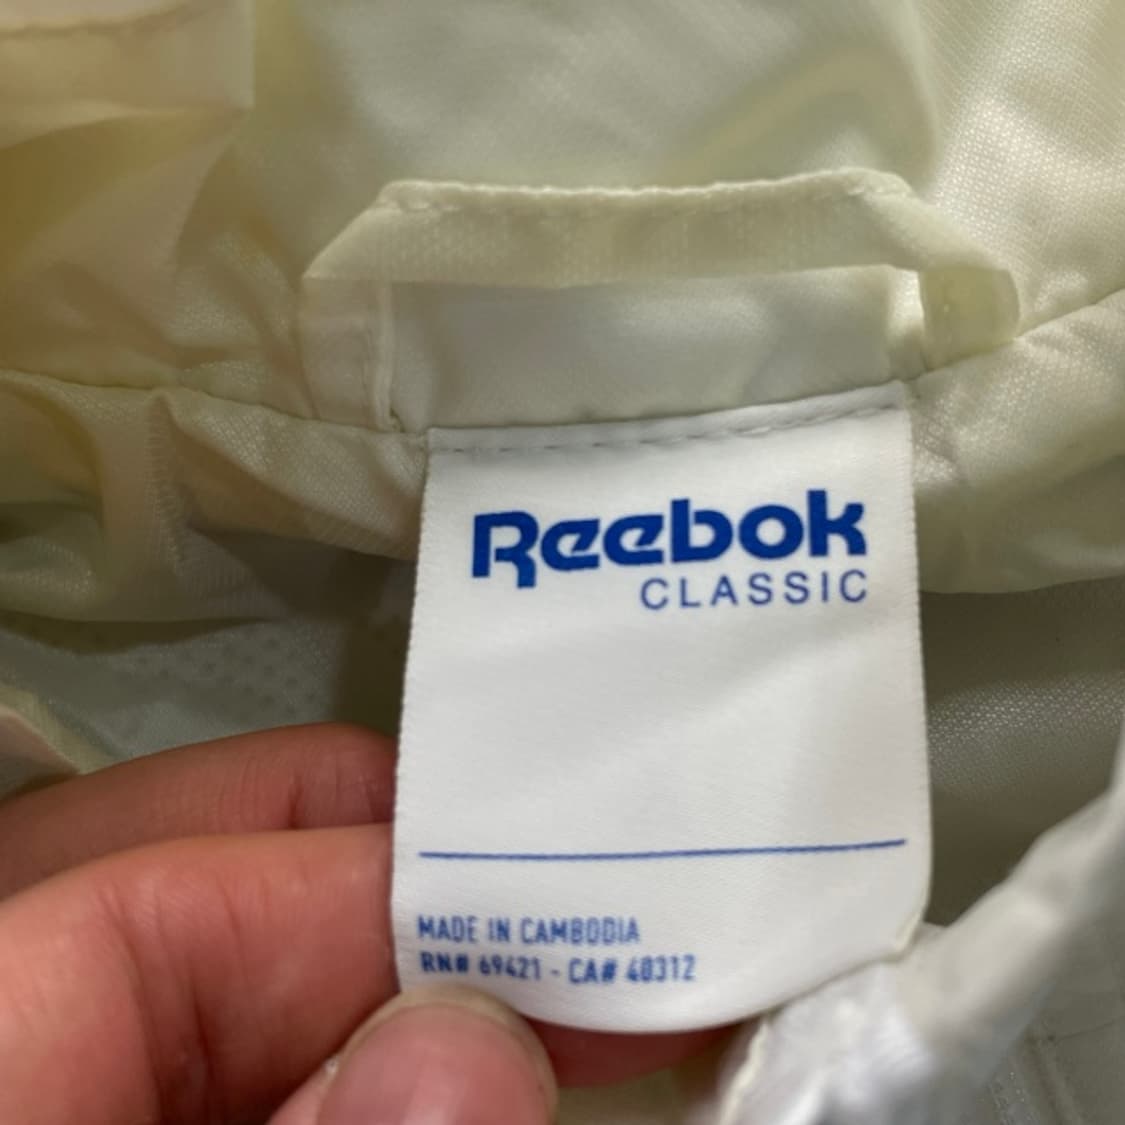 Reebok
CLASSIC
MADE IN CAMBODIA
RN# 69421 - CA# 40312